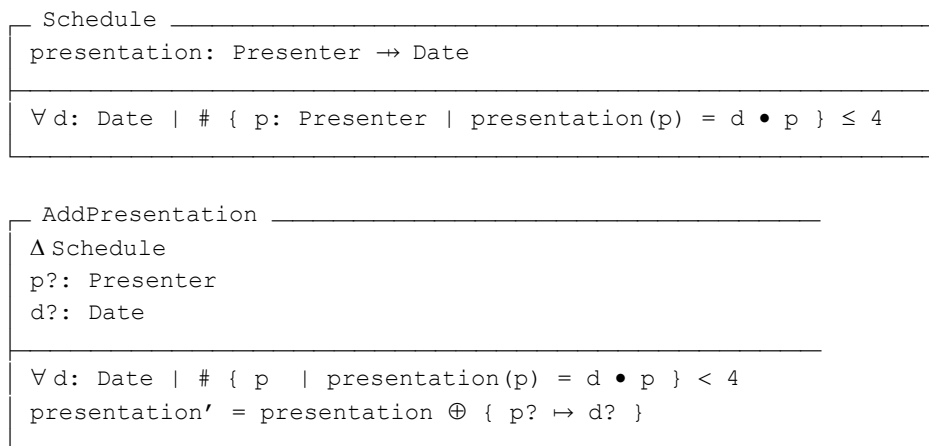 Schedule
presentation: Presenter ⇸ Date
∀ d: Date | # { p: Presenter | presentation(p) = d • p } ≤ 4
AddPresentation
Δ Schedule
p?: Presenter
d?: Date
∀ d: Date | # { p | presentation(p) = d • p } < 4
presentation' = presentation ⊕ { p? ↦ d? }